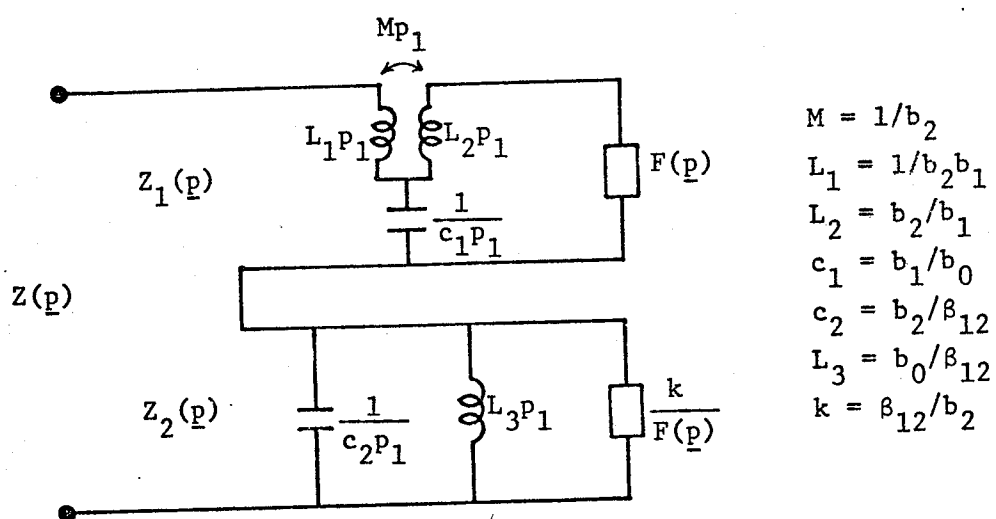 Mp₁
L₁p₁
L₂p₁
F(p)
Z₁(p)
1/c₁p₁
Z(p)
Z₂(p)
1/c₂p₁
L₃p₁
k/F(p)
M = 1/b₂
L₁ = 1/b₂b₁
L₂ = b₂/b₁
c₁ = b₁/b₀
c₂ = b₂/β₁₂
L₃ = b₀/β₁₂
k = β₁₂/b₂